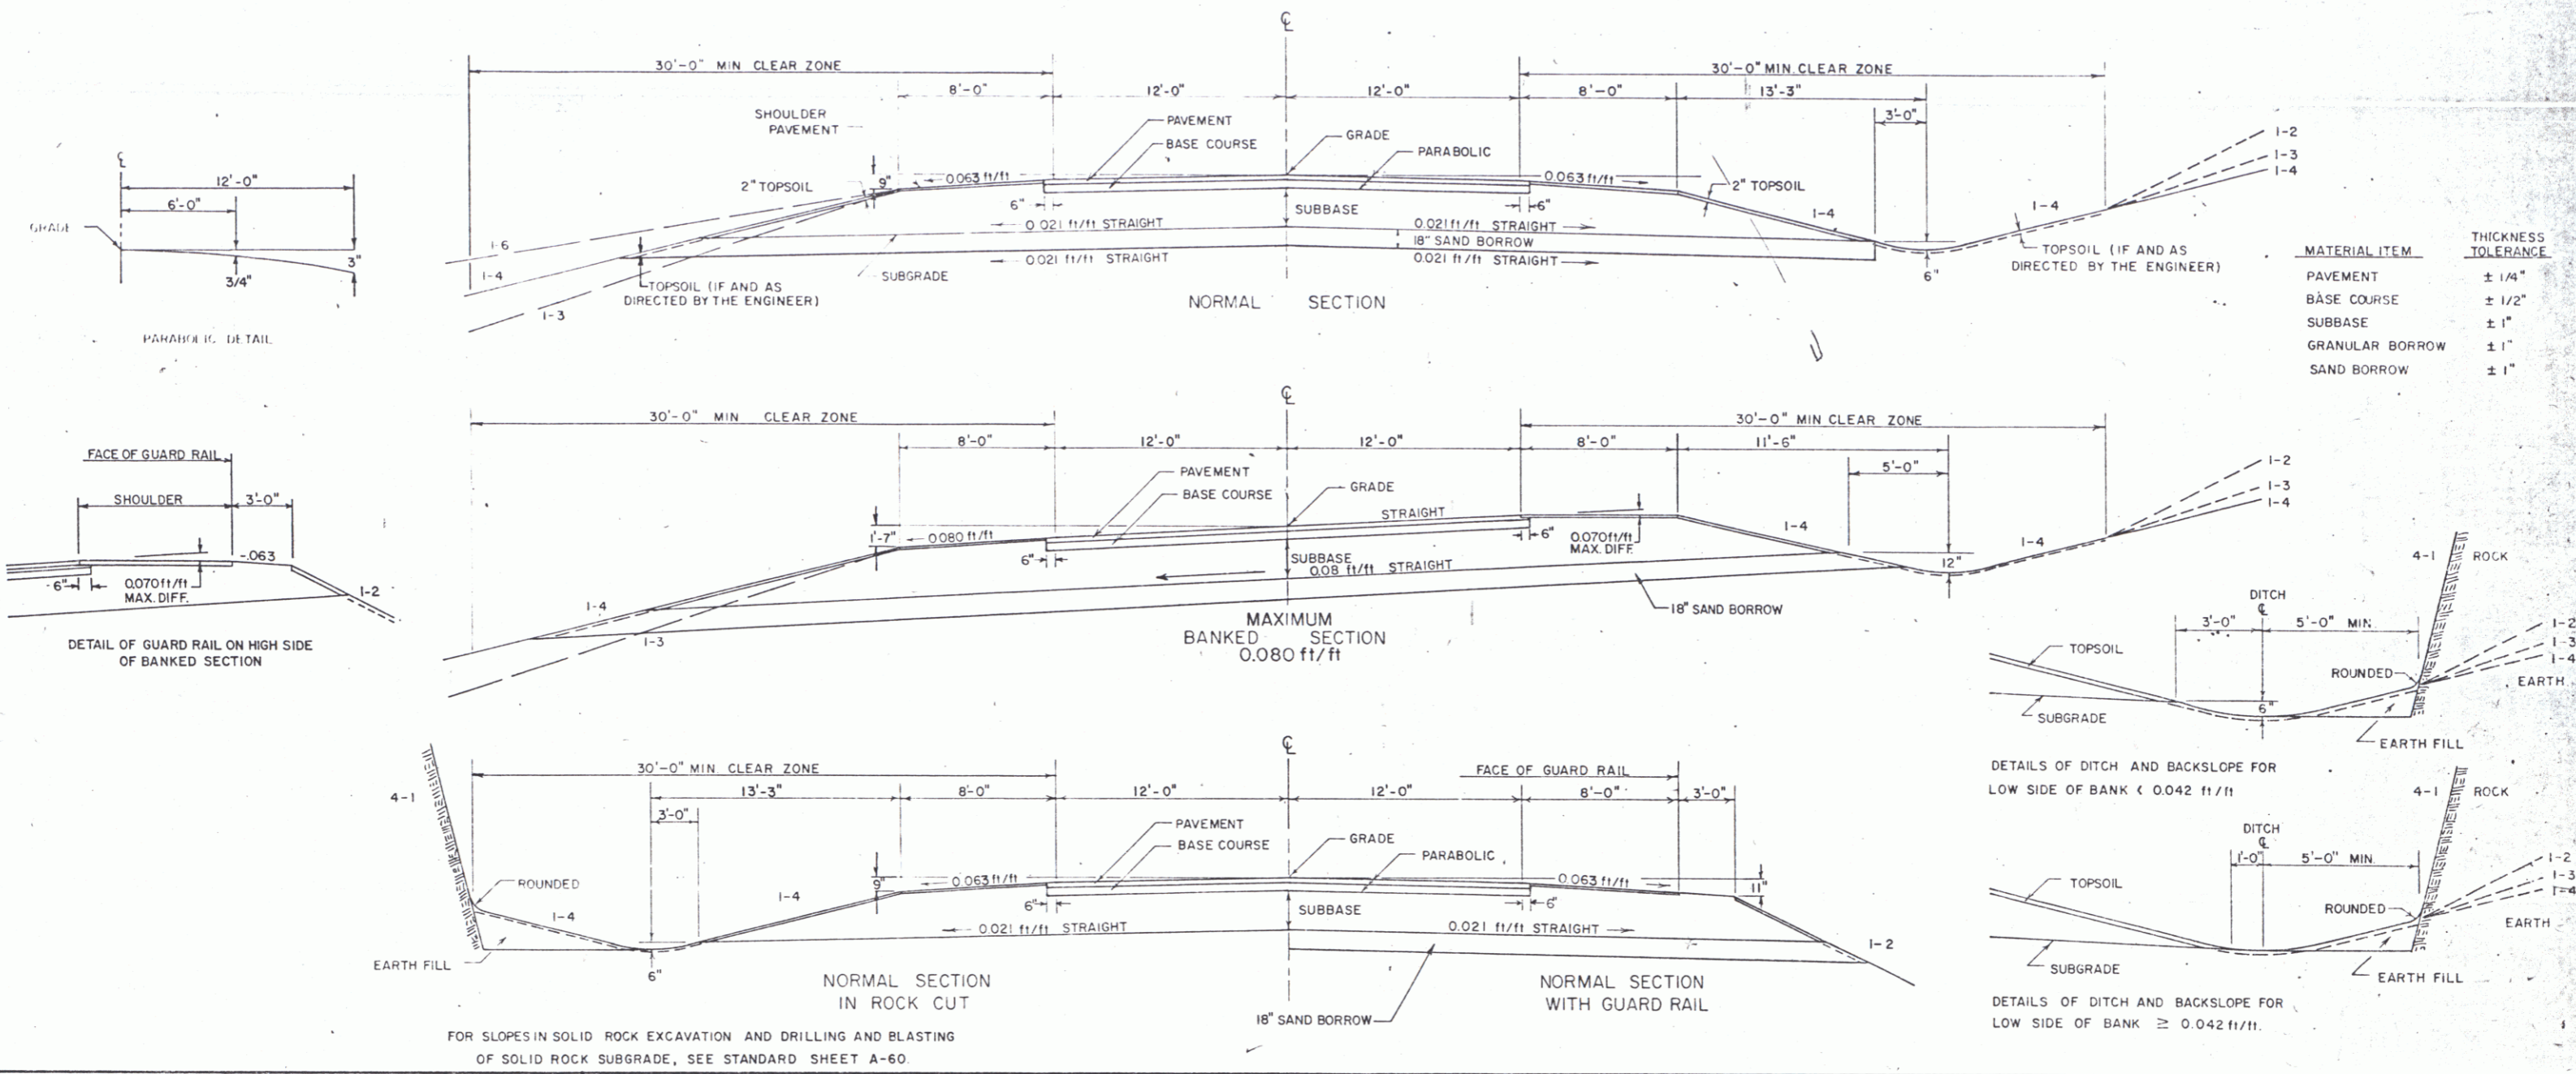 ℄
12'-0"
6'-0"
GRADE
3/4"
3"
PARABOLIC DETAIL
℄
30'-0" MIN CLEAR ZONE
30'-0" MIN. CLEAR ZONE
8'-0"
12'-0"
12'-0"
8'-0"
13'-3"
3'-0"
SHOULDER
PAVEMENT
PAVEMENT
BASE COURSE
GRADE
PARABOLIC
2" TOPSOIL
9"
0.063 ft/ft
0.063 ft/ft
2" TOPSOIL
6"
6"
SUBBASE
0.021 ft/ft STRAIGHT
0.021 ft/ft STRAIGHT
18" SAND BORROW
0.021 ft/ft STRAIGHT
0.021 ft/ft STRAIGHT
SUBGRADE
1-6
1-4
1-3
TOPSOIL (IF AND AS
DIRECTED BY THE ENGINEER)
1-4
1-4
6"
TOPSOIL (IF AND AS
DIRECTED BY THE ENGINEER)
1-2
1-3
1-4
NORMAL SECTION
MATERIAL ITEM
THICKNESS
TOLERANCE
PAVEMENT ± 1/4"
BASE COURSE ± 1/2"
SUBBASE ± 1"
GRANULAR BORROW ± 1"
SAND BORROW ± 1"
FACE OF GUARD RAIL
SHOULDER
3'-0"
-.063
6"
0.070 ft/ft
MAX. DIFF.
1-2
DETAIL OF GUARD RAIL ON HIGH SIDE
OF BANKED SECTION
℄
30'-0" MIN CLEAR ZONE
30'-0" MIN CLEAR ZONE
8'-0"
12'-0"
12'-0"
8'-0"
11'-6"
5'-0"
PAVEMENT
BASE COURSE
GRADE
STRAIGHT
1'-7"
0.080 ft/ft
6"
6"
0.070 ft/ft
MAX. DIFF.
SUBBASE
0.08 ft/ft STRAIGHT
1-4
1-3
1-4
12"
1-4
1-2
1-3
1-4
18" SAND BORROW
MAXIMUM
BANKED SECTION
0.080 ft/ft
4-1
ROCK
DITCH
℄
3'-0"
5'-0" MIN.
TOPSOIL
ROUNDED
1-2
1-3
1-4
EARTH
6"
SUBGRADE
EARTH FILL
DETAILS OF DITCH AND BACKSLOPE FOR
LOW SIDE OF BANK < 0.042 ft/ft
℄
30'-0" MIN. CLEAR ZONE
FACE OF GUARD RAIL
4-1
13'-3"
8'-0"
12'-0"
12'-0"
8'-0"
3'-0"
3'-0"
PAVEMENT
BASE COURSE
GRADE
PARABOLIC
ROUNDED
1-4
1-4
9"
0.063 ft/ft
0.063 ft/ft
11"
6"
6"
SUBBASE
0.021 ft/ft STRAIGHT
0.021 ft/ft STRAIGHT
EARTH FILL
6"
1-2
NORMAL SECTION
IN ROCK CUT
NORMAL SECTION
WITH GUARD RAIL
18" SAND BORROW
FOR SLOPES IN SOLID ROCK EXCAVATION AND DRILLING AND BLASTING
OF SOLID ROCK SUBGRADE, SEE STANDARD SHEET A-60.
4-1
ROCK
DITCH
℄
1'-0"
5'-0" MIN.
TOPSOIL
ROUNDED
1-2
1-3
1-4
EARTH
SUBGRADE
EARTH FILL
DETAILS OF DITCH AND BACKSLOPE FOR
LOW SIDE OF BANK ≥ 0.042 ft/ft.